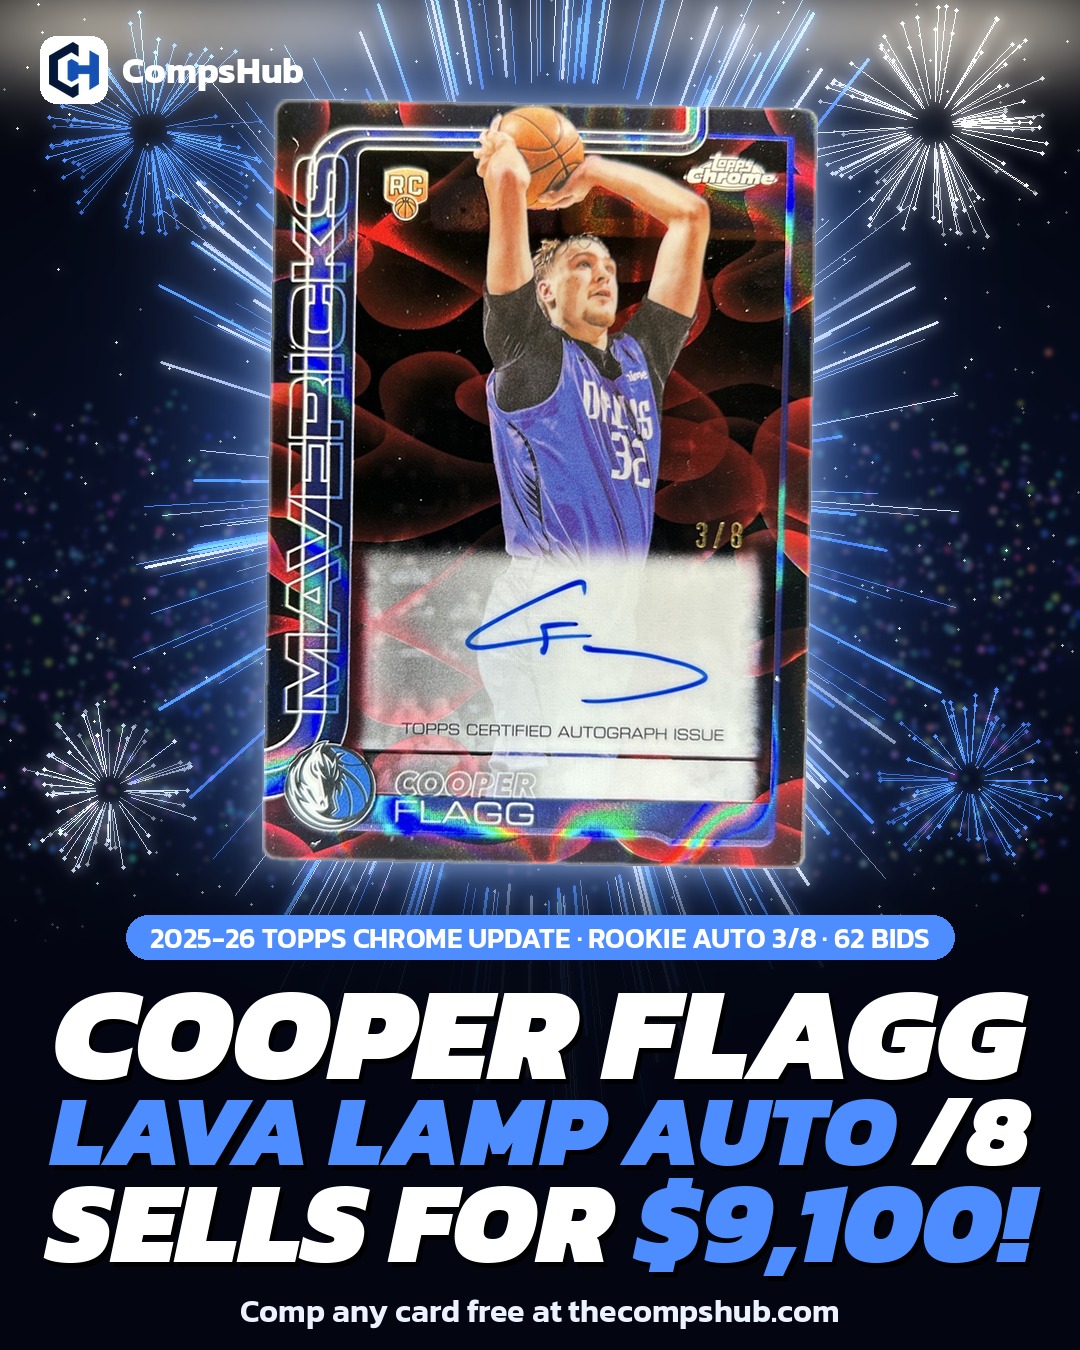 CompsHub
RC
Topps Chrome
MAVERICKS
DALLAS
32
3/8
TOPPS CERTIFIED AUTOGRAPH ISSUE
COOPER
FLAGG
2025-26 TOPPS CHROME UPDATE · ROOKIE AUTO 3/8 · 62 BIDS
COOPER FLAGG
LAVA LAMP AUTO /8
SELLS FOR $9,100!
Comp any card free at thecompshub.com